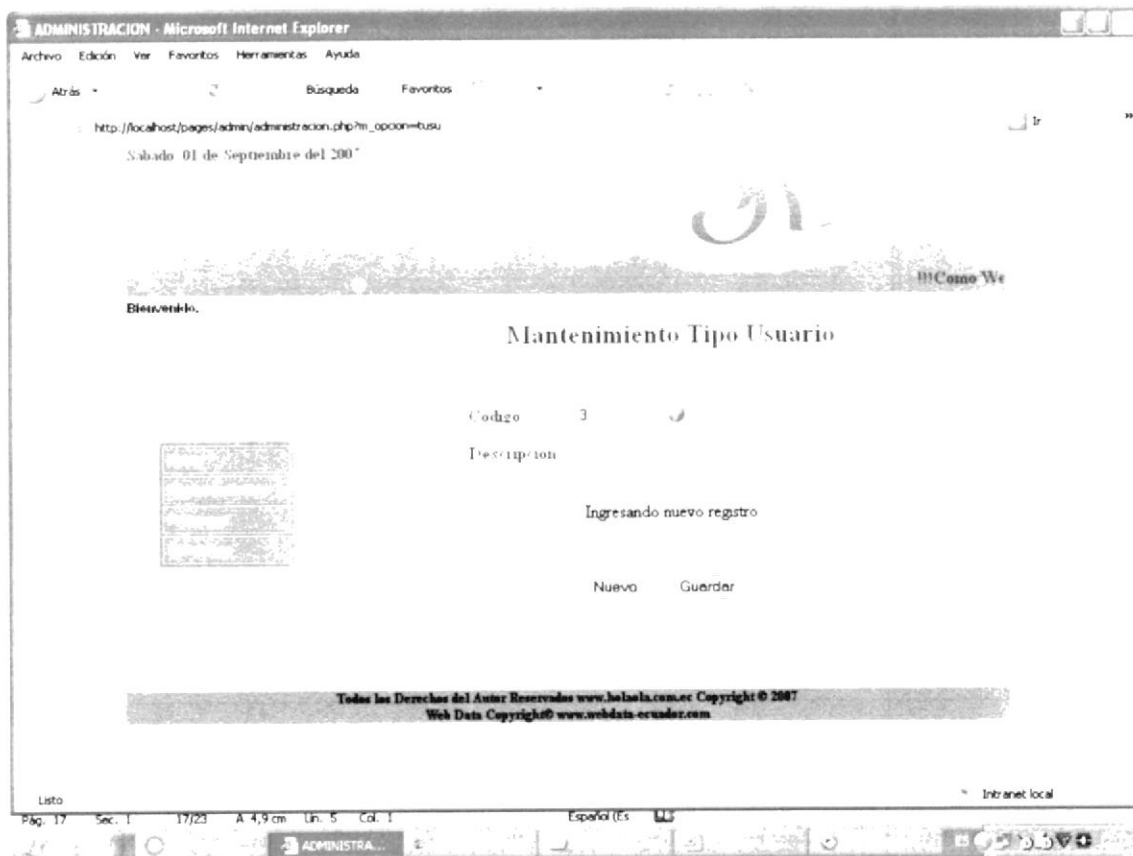 ADMINISTRACION - Microsoft Internet Explorer
Archivo Edición Ver Favoritos Herramientas Ayuda
Atrás Búsqueda Favoritos
http://localhost/pages/admin/administracion.php?m_opcion=tusu Ir »
Sabado 01 de Septiembre del
!!!Como We
Bienvenido.
Mantenimiento Tipo Usuario
Codigo 3
Descripcion
Ingresando nuevo registro
Nuevo Guardar
Todos los Derechos del Autor Reservados www.holaola.com.ec Copyright © 2007
Web Data Copyright© www.webdata-ecuador.com
Listo Intranet local
Pág. 17 Sec. 1 17/23 A 4,9 cm Lín. 5 Col. 1 Español (Es
ADMINISTRA... ES